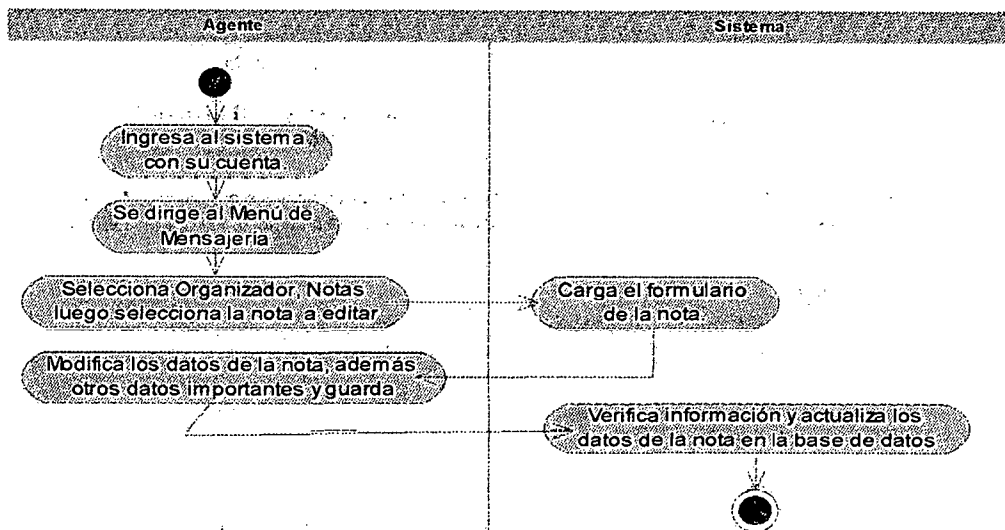 Agente
Sistema
Ingresa al sistema
con su cuenta.
Se dirige al Menú de
Mensajería
Selecciona Organizador, Notas
luego selecciona la nota a editar
Carga el formulario
de la nota.
Modifica los datos de la nota, además
otros datos importantes y guarda
Verifica información y actualiza los
datos de la nota en la base de datos